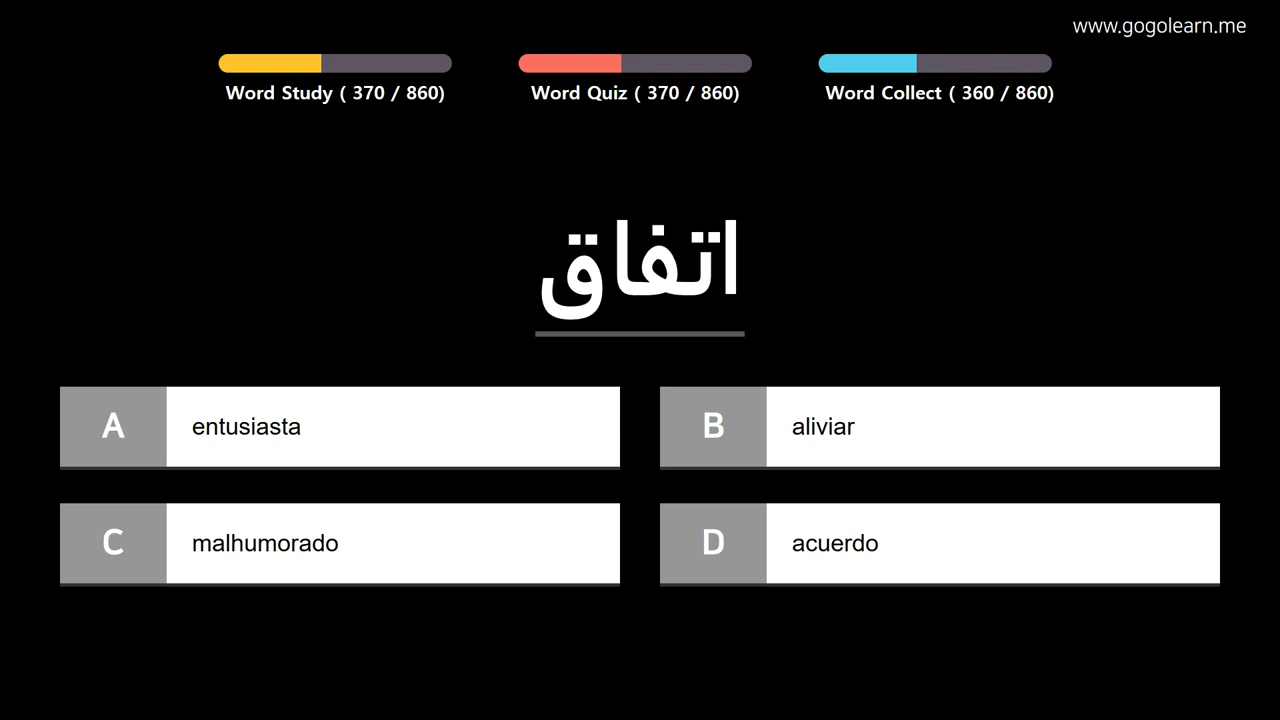 www.gogolearn.me
Word Study ( 370 / 860)
Word Quiz ( 370 / 860)
Word Collect ( 360 / 860)
اتفاق
A entusiasta
B aliviar
C malhumorado
D acuerdo